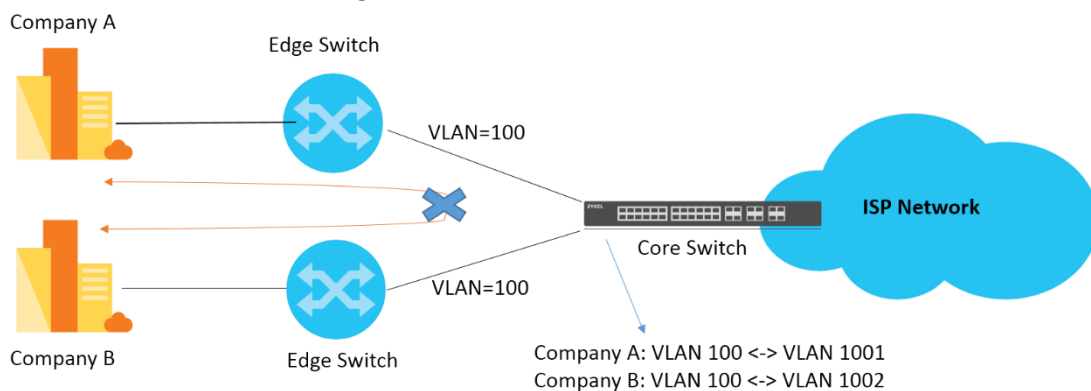 Company A
Edge Switch
VLAN=100
ZYXEL
ISP Network
Core Switch
VLAN=100
Company B
Edge Switch
Company A: VLAN 100 <-> VLAN 1001
Company B: VLAN 100 <-> VLAN 1002